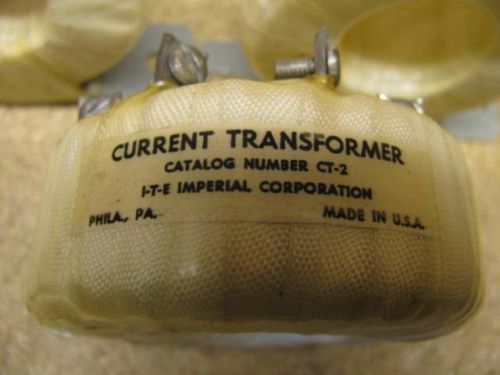 CURRENT TRANSFORMER
CATALOG NUMBER CT-2
I-T-E IMPERIAL CORPORATION
PHILA., PA. MADE IN U.S.A.